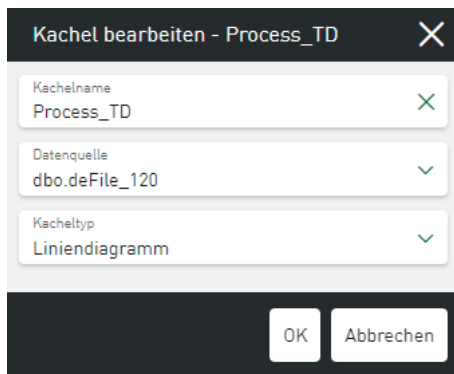 Kachel bearbeiten - Process_TD
Kachelname
Process_TD
Datenquelle
dbo.deFile_120
Kacheltyp
Liniendiagramm
OK
Abbrechen